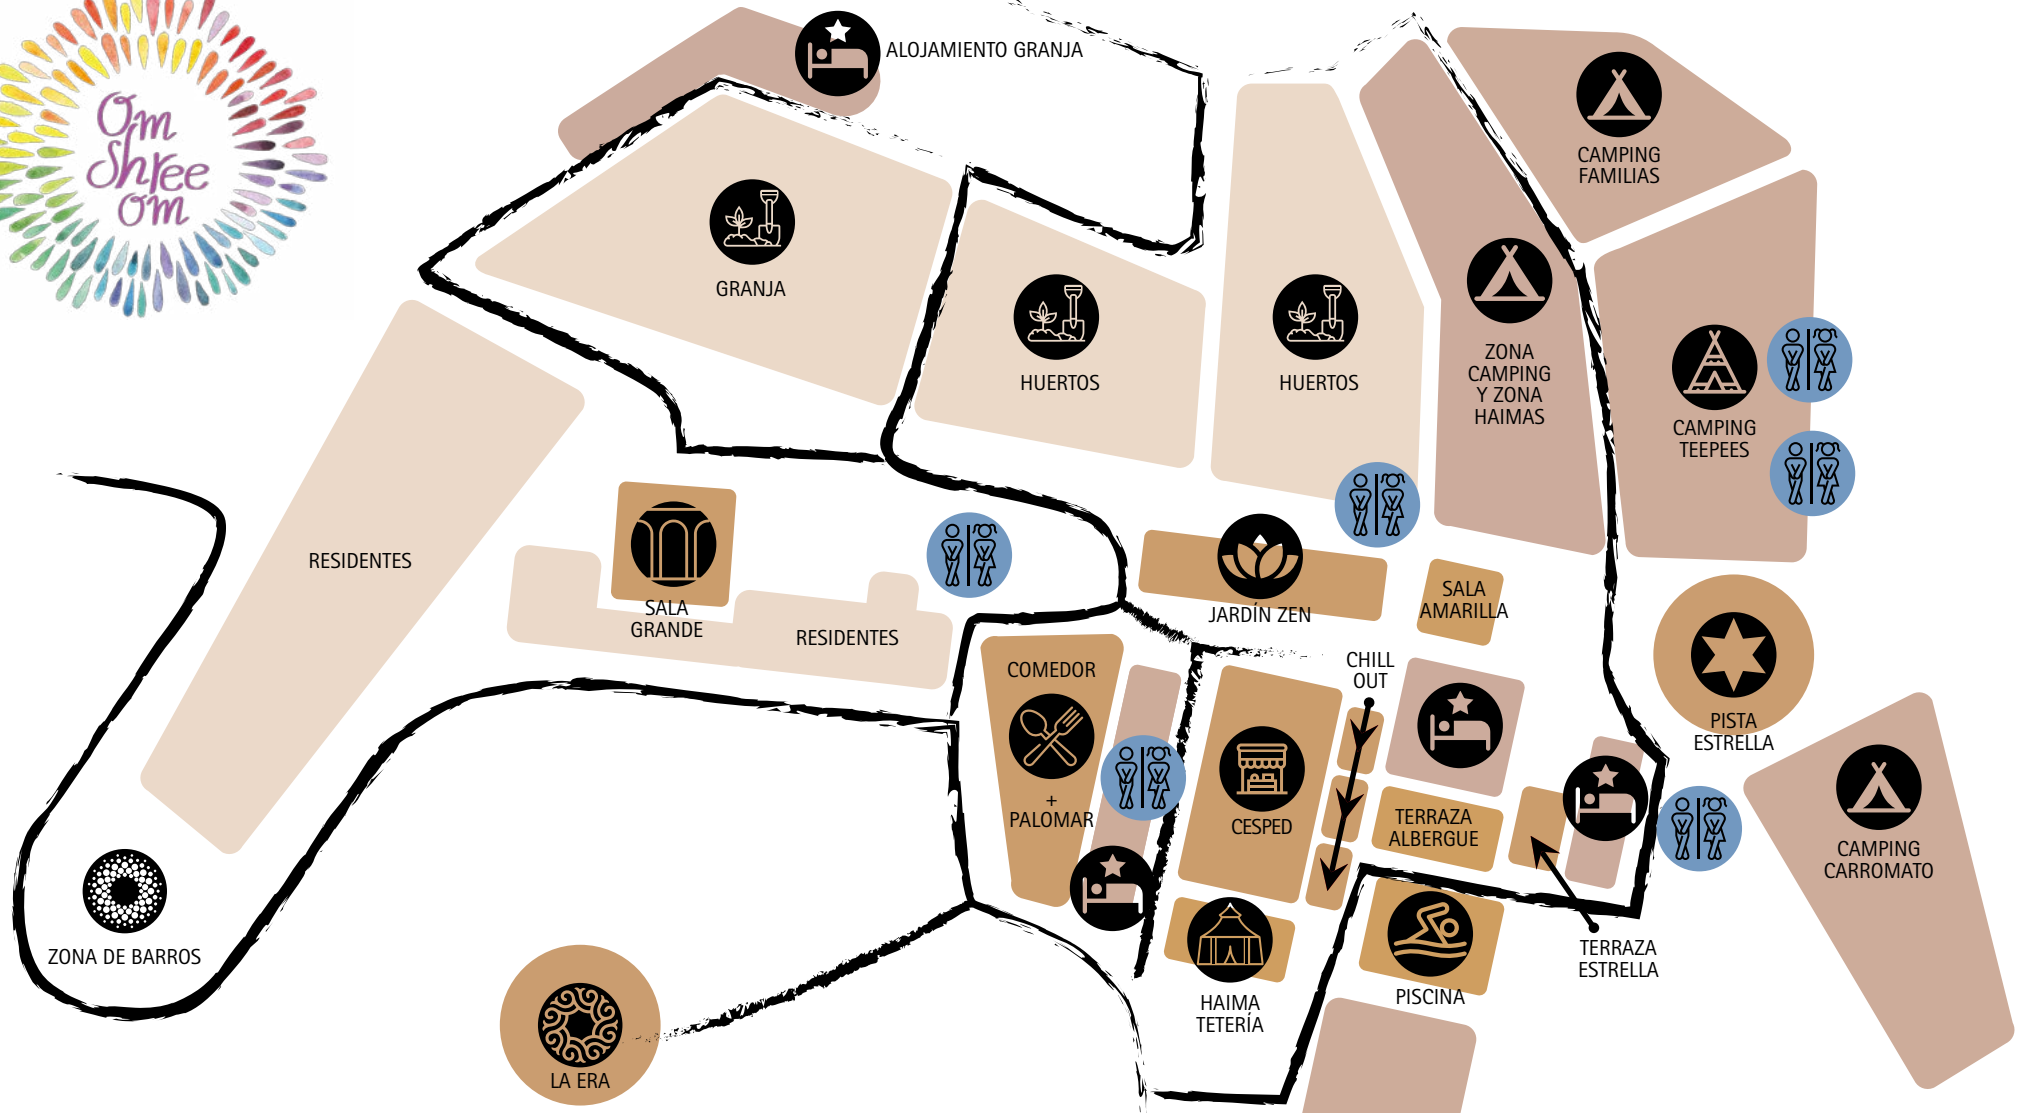 Om
Shree
Om
ALOJAMIENTO GRANJA
CAMPING
FAMILIAS
GRANJA
HUERTOS
HUERTOS
ZONA
CAMPING
Y ZONA
HAIMAS
CAMPING
TEEPEES
RESIDENTES
SALA
GRANDE
RESIDENTES
JARDÍN ZEN
SALA
AMARILLA
COMEDOR
+
PALOMAR
CHILL
OUT
PISTA
ESTRELLA
CESPED
TERRAZA
ALBERGUE
CAMPING
CARROMATO
ZONA DE BARROS
TERRAZA
ESTRELLA
HAIMA
TETERÍA
PISCINA
LA ERA